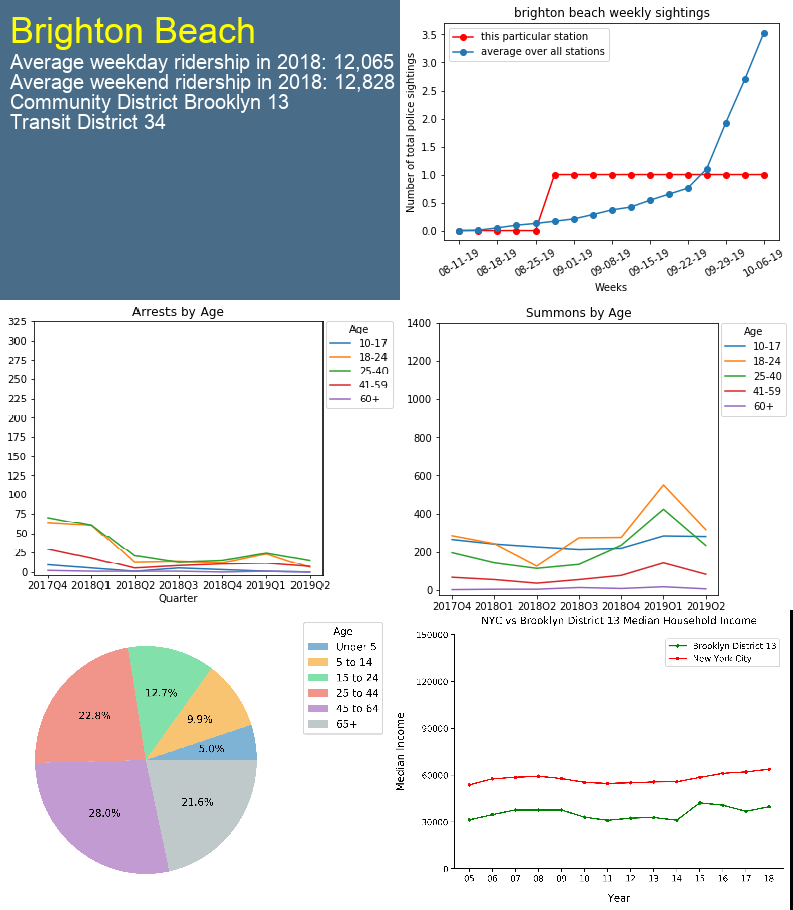 Brighton Beach
Average weekday ridership in 2018: 12,065
Average weekend ridership in 2018: 12,828
Community District Brooklyn 13
Transit District 34
brighton beach weekly sightings
this particular station
average over all stations
Number of total police sightings
3.5
3.0
2.5
2.0
1.5
1.0
0.5
0.0
08-11-19 08-18-19 08-25-19 09-01-19 09-08-19 09-15-19 09-22-19 09-29-19 10-06-19
Weeks
Arrests by Age
Age
10-17
18-24
25-40
41-59
60+
325
300
275
250
225
200
175
150
125
100
75
50
25
0
2017Q4 2018Q1 2018Q2 2018Q3 2018Q4 2019Q1 2019Q2
Quarter
Summons by Age
Age
10-17
18-24
25-40
41-59
60+
1400
1200
1000
800
600
400
200
0
2017Q4 2018Q1 2018Q2 2018Q3 2018Q4 2019Q1 2019Q2
Age
Under 5
5 to 14
15 to 24
25 to 44
45 to 64
65+
12.7%
9.9%
5.0%
22.8%
28.0%
21.6%
NYC vs Brooklyn District 13 Median Household Income
Brooklyn District 13
New York City
Median Income
150000
120000
90000
60000
30000
0
05 06 07 08 09 10 11 12 13 14 15 16 17 18
Year